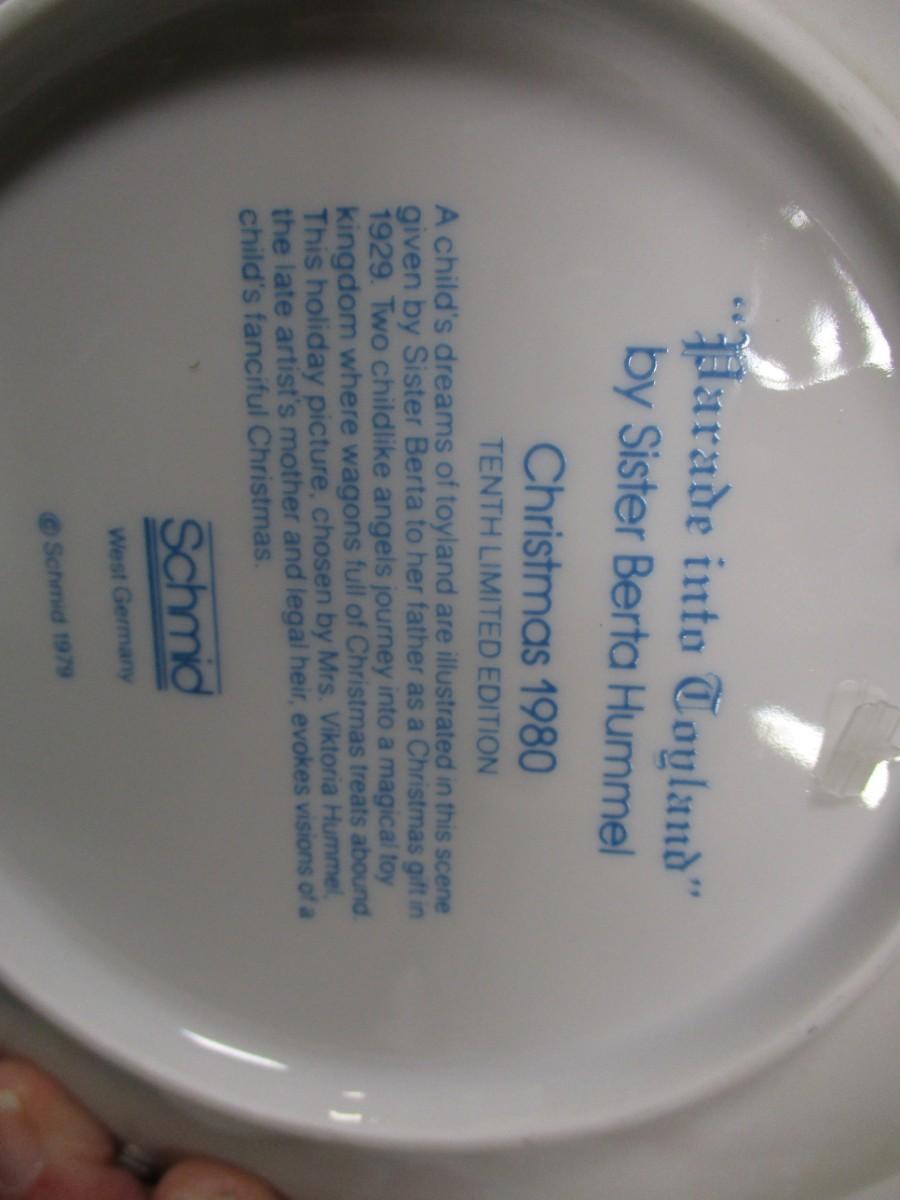 “Parade into Toyland”
by Sister Berta Hummel
Christmas 1980
TENTH LIMITED EDITION
A child's dreams of toyland are illustrated in this scene
given by Sister Berta to her father as a Christmas gift in
1929. Two childlike angels journey into a magical toy
kingdom where wagons full of Christmas treats abound.
This holiday picture, chosen by Mrs. Viktoria Hummel,
the late artist's mother and legal heir, evokes visions of a
child's fanciful Christmas.
Schmid
West Germany
© Schmid 1979